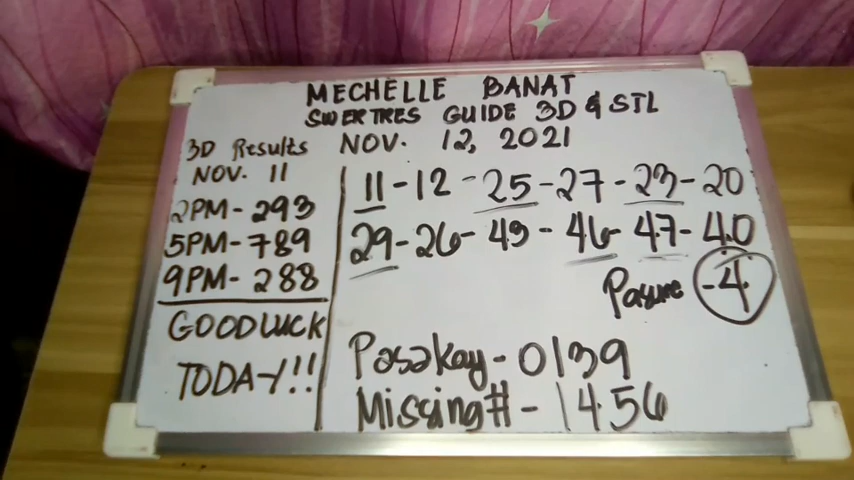 MECHELLE BANAT
SWERTRES GUIDE 3D & STL
NOV. 12, 2021
3D Results
NOV. 11
2PM - 293
5PM - 789
9PM - 288
GOODLUCK
TODAY!!
11 - 12 - 25 - 27 - 23 - 20
29 - 26 - 49 - 46 - 47 - 40
Pasure - 4
Pasakay - 0139
Missing# - 1456